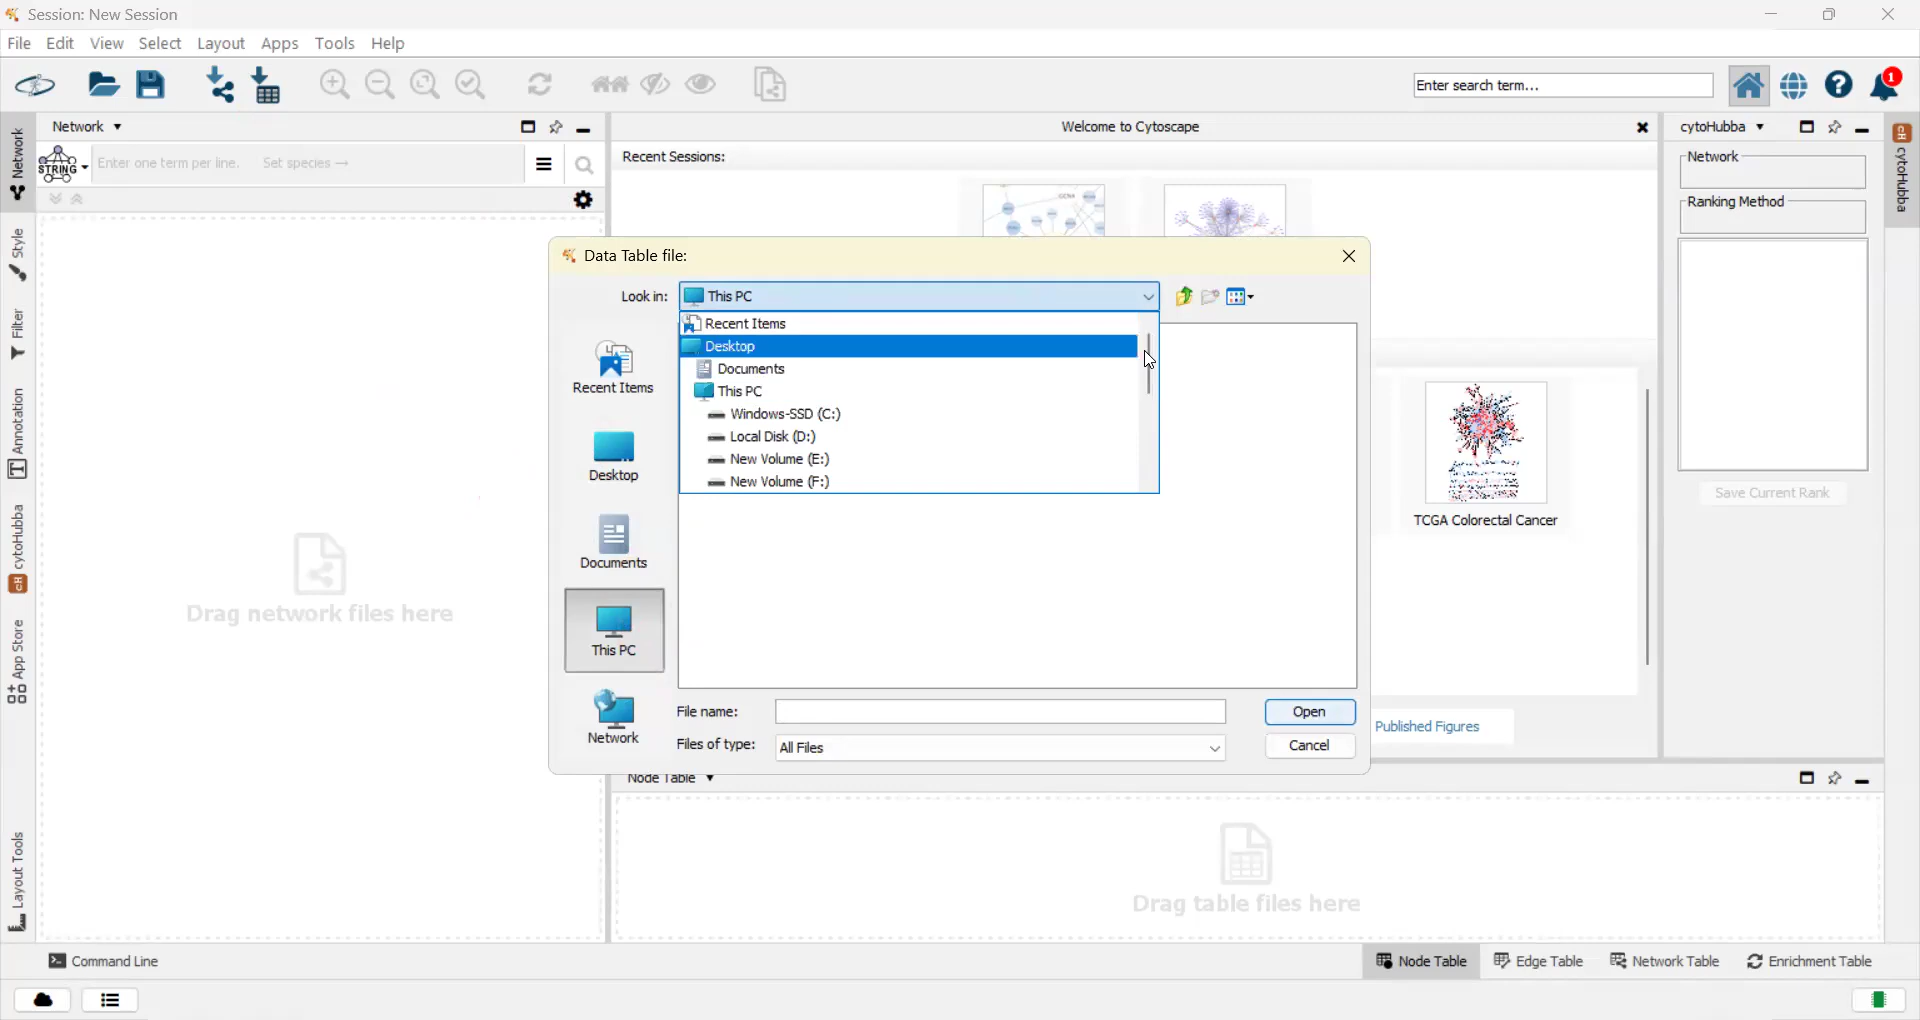 Session: New Session
File Edit View Select Layout Apps Tools Help
Enter search term...
1
Network
STRING
Enter one term per line. Set species →
Welcome to Cytoscape
Recent Sessions:
cytoHubba
Network
Ranking Method
Save Current Rank
cH cytoHubba
Network
Style
Filter
T Annotation
cH cytoHubba
App Store
Layout Tools
Drag network files here
Data Table file:
Look in: This PC
Recent Items
Desktop
Documents
This PC
Windows-SSD (C:)
Local Disk (D:)
New Volume (E:)
New Volume (F:)
Recent Items
Desktop
Documents
This PC
Network
File name:
Open
Files of type: All Files
Cancel
TCGA Colorectal Cancer
Published Figures
Node Table
Drag table files here
Command Line
Node Table
Edge Table
Network Table
Enrichment Table